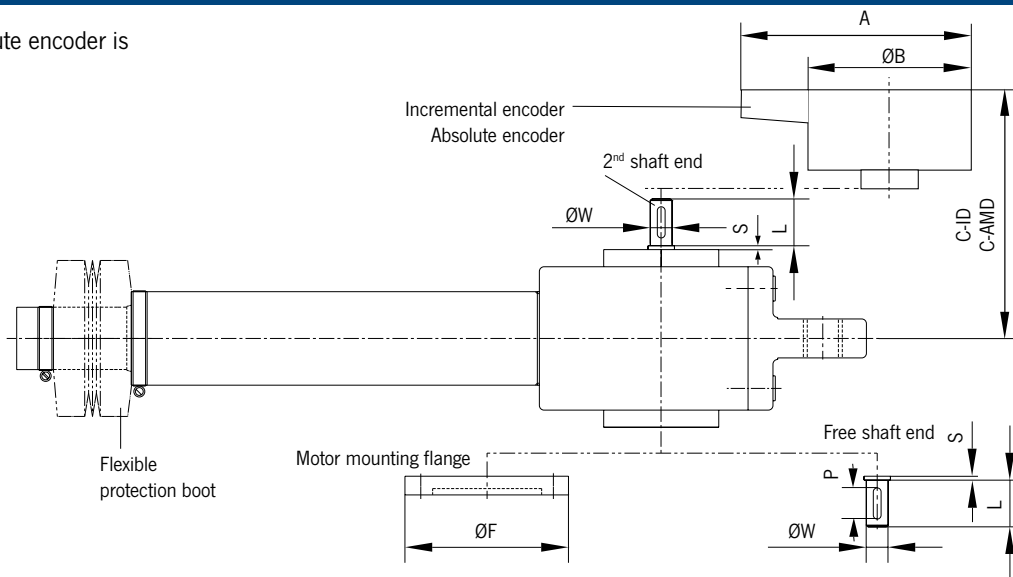 ute encoder is
A
ØB
Incremental encoder
Absolute encoder
2nd shaft end
ØW
S
L
C-ID
C-AMD
Flexible
protection boot
Motor mounting flange
ØF
Free shaft end
S
P
L
ØW